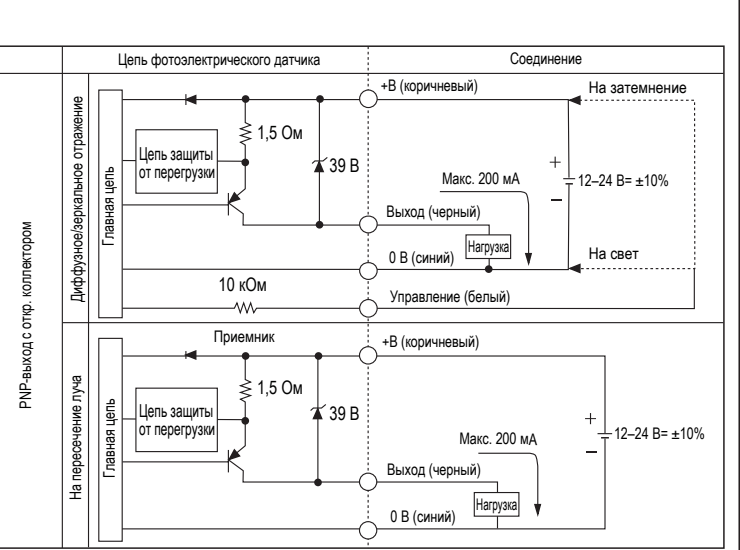 Цепь фотоэлектрического датчика
Соединение
PNP-выход с откр. коллектором
Диффузное/зеркальное отражение
Главная цепь
Цепь защиты
от перегрузки
1,5 Ом
39 В
10 кОм
+В (коричневый)
На затемнение
Макс. 200 мА
+
12–24 В= ±10%
–
Выход (черный)
Нагрузка
0 В (синий)
На свет
Управление (белый)
На пересечение луча
Приемник
Главная цепь
Цепь защиты
от перегрузки
1,5 Ом
39 В
+В (коричневый)
Макс. 200 мА
+
12–24 В= ±10%
–
Выход (черный)
Нагрузка
0 В (синий)